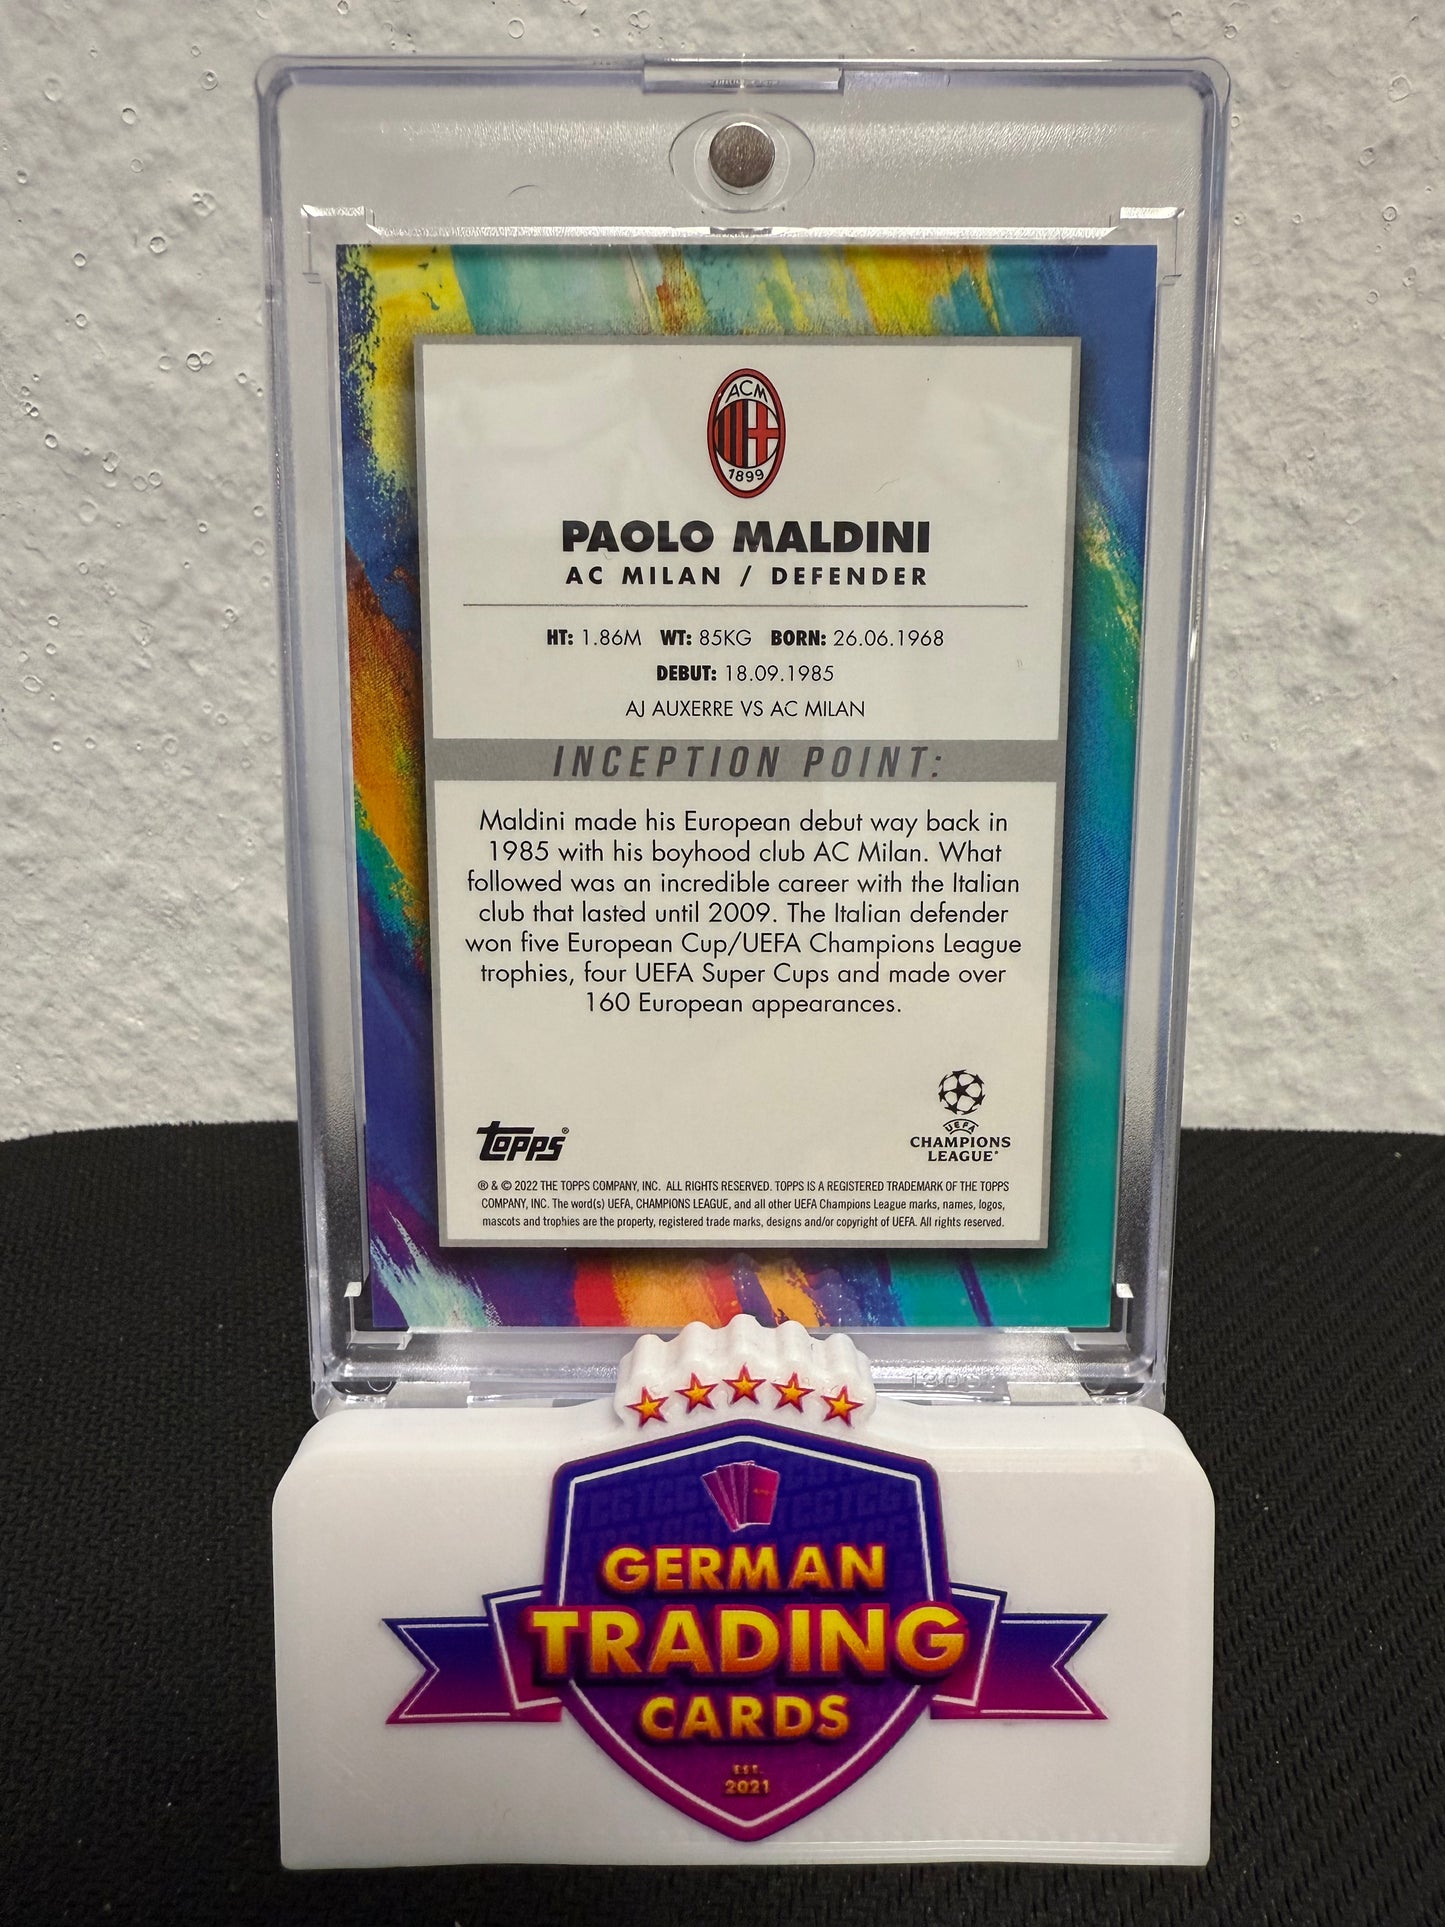 ACM
1899
PAOLO MALDINI
AC MILAN / DEFENDER
HT: 1.86M WT: 85KG BORN: 26.06.1968
DEBUT: 18.09.1985
AJ AUXERRE VS AC MILAN
INCEPTION POINT:
Maldini made his European debut way back in
1985 with his boyhood club AC Milan. What
followed was an incredible career with the Italian
club that lasted until 2009. The Italian defender
won five European Cup/UEFA Champions League
trophies, four UEFA Super Cups and made over
160 European appearances.
topps®
UEFA
CHAMPIONS
LEAGUE®
® & © 2022 THE TOPPS COMPANY, INC. ALL RIGHTS RESERVED. TOPPS IS A REGISTERED TRADEMARK OF THE TOPPS
COMPANY, INC. The word(s) UEFA, CHAMPIONS LEAGUE, and all other UEFA Champions League marks, names, logos,
mascots and trophies are the property, registered trade marks, designs and/or copyright of UEFA. All rights reserved.
GERMAN
TRADING
CARDS
EST.
2021